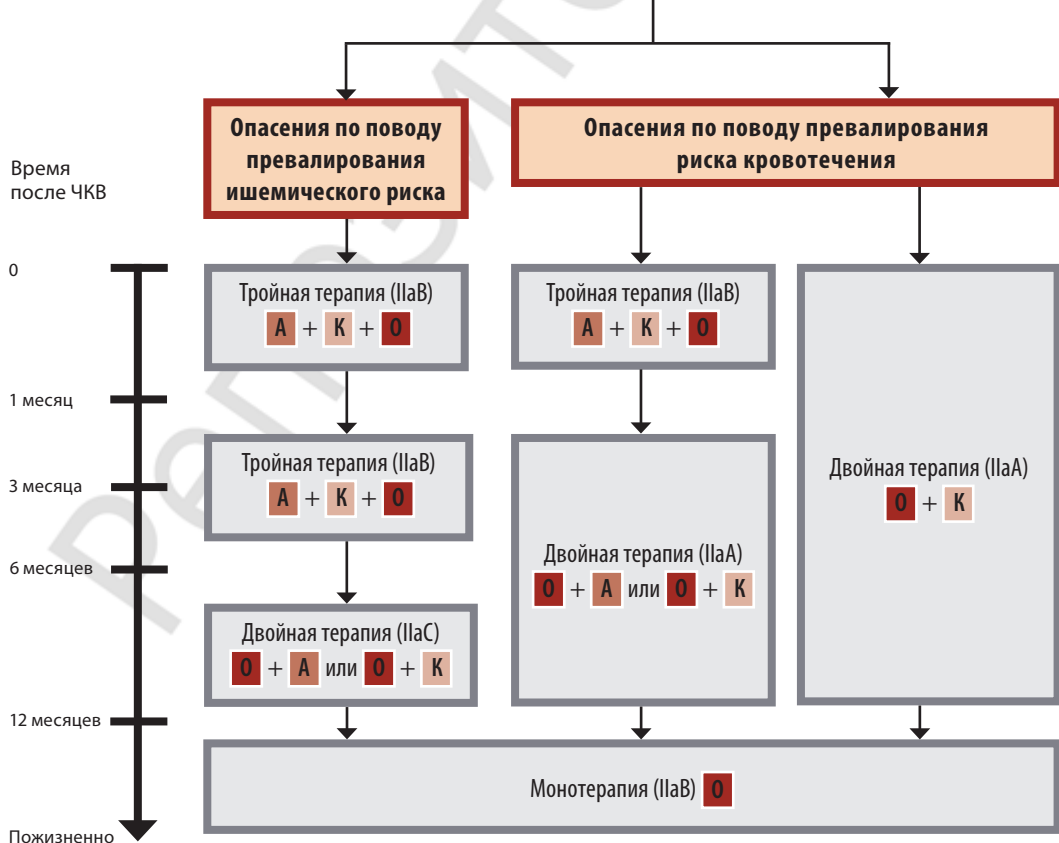 Опасения по поводу
превалирования
ишемического риска
Опасения по поводу превалирования
риска кровотечения
Время
после ЧКВ
0
Тройная терапия (IIaB)
А + К + О
Тройная терапия (IIaB)
А + К + О
1 месяц
Тройная терапия (IIaB)
А + К + О
3 месяца
Двойная терапия (IIaA)
О + К
Двойная терапия (IIaA)
О + А или О + К
6 месяцев
Двойная терапия (IIaC)
О + А или О + К
12 месяцев
Монотерапия (IIaB) О
Пожизненно